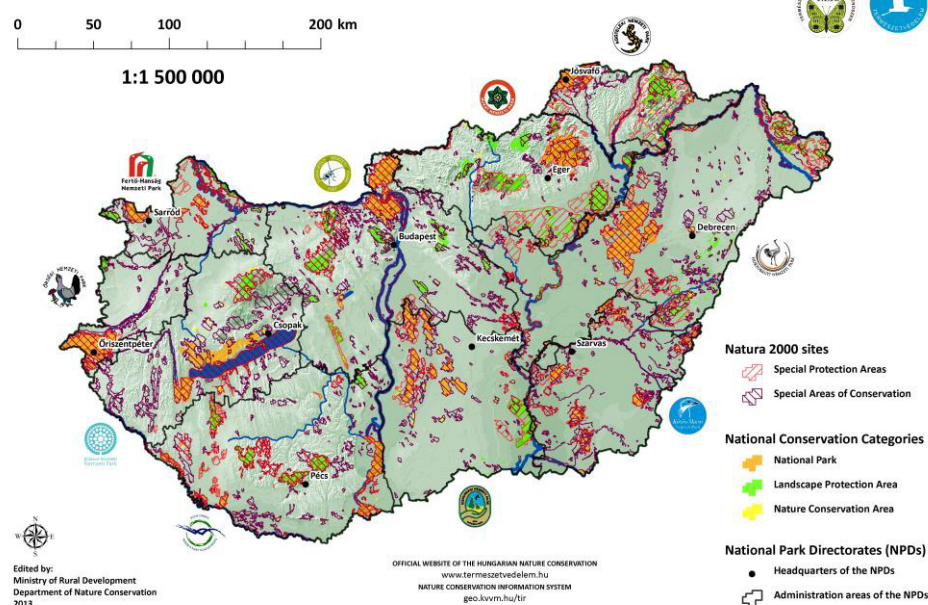 0 50 100 200 km
1:1 500 000
Fertő-Hanság
Nemzeti Park
Jósvafő
Eger
Sarród
Budapest
Debrecen
Csopak
Őriszentpéter
Kecskemét
Szarvas
Pécs
Natura 2000 sites
Special Protection Areas
Special Areas of Conservation
National Conservation Categories
National Park
Landscape Protection Area
Nature Conservation Area
National Park Directorates (NPDs)
Headquarters of the NPDs
Administration areas of the NPDs
N
W E
S
Edited by:
Ministry of Rural Development
Department of Nature Conservation
2013
OFFICIAL WEBSITE OF THE HUNGARIAN NATURE CONSERVATION
www.termeszetvedelem.hu
NATURE CONSERVATION INFORMATION SYSTEM
geo.kvvm.hu/tir